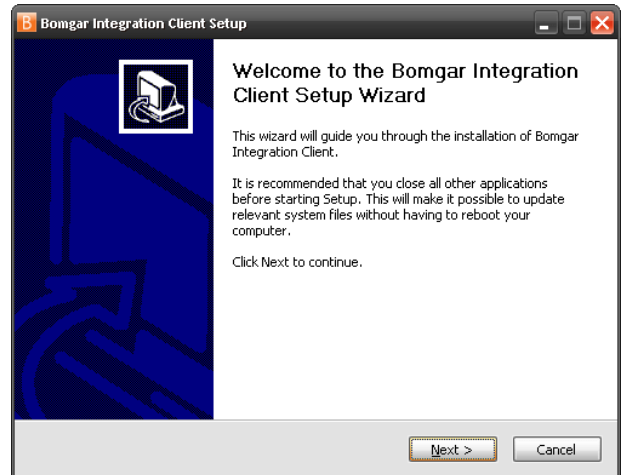 B Bomgar Integration Client Setup
Welcome to the Bomgar Integration
Client Setup Wizard
This wizard will guide you through the installation of Bomgar
Integration Client.
It is recommended that you close all other applications
before starting Setup. This will make it possible to update
relevant system files without having to reboot your
computer.
Click Next to continue.
Next >
Cancel